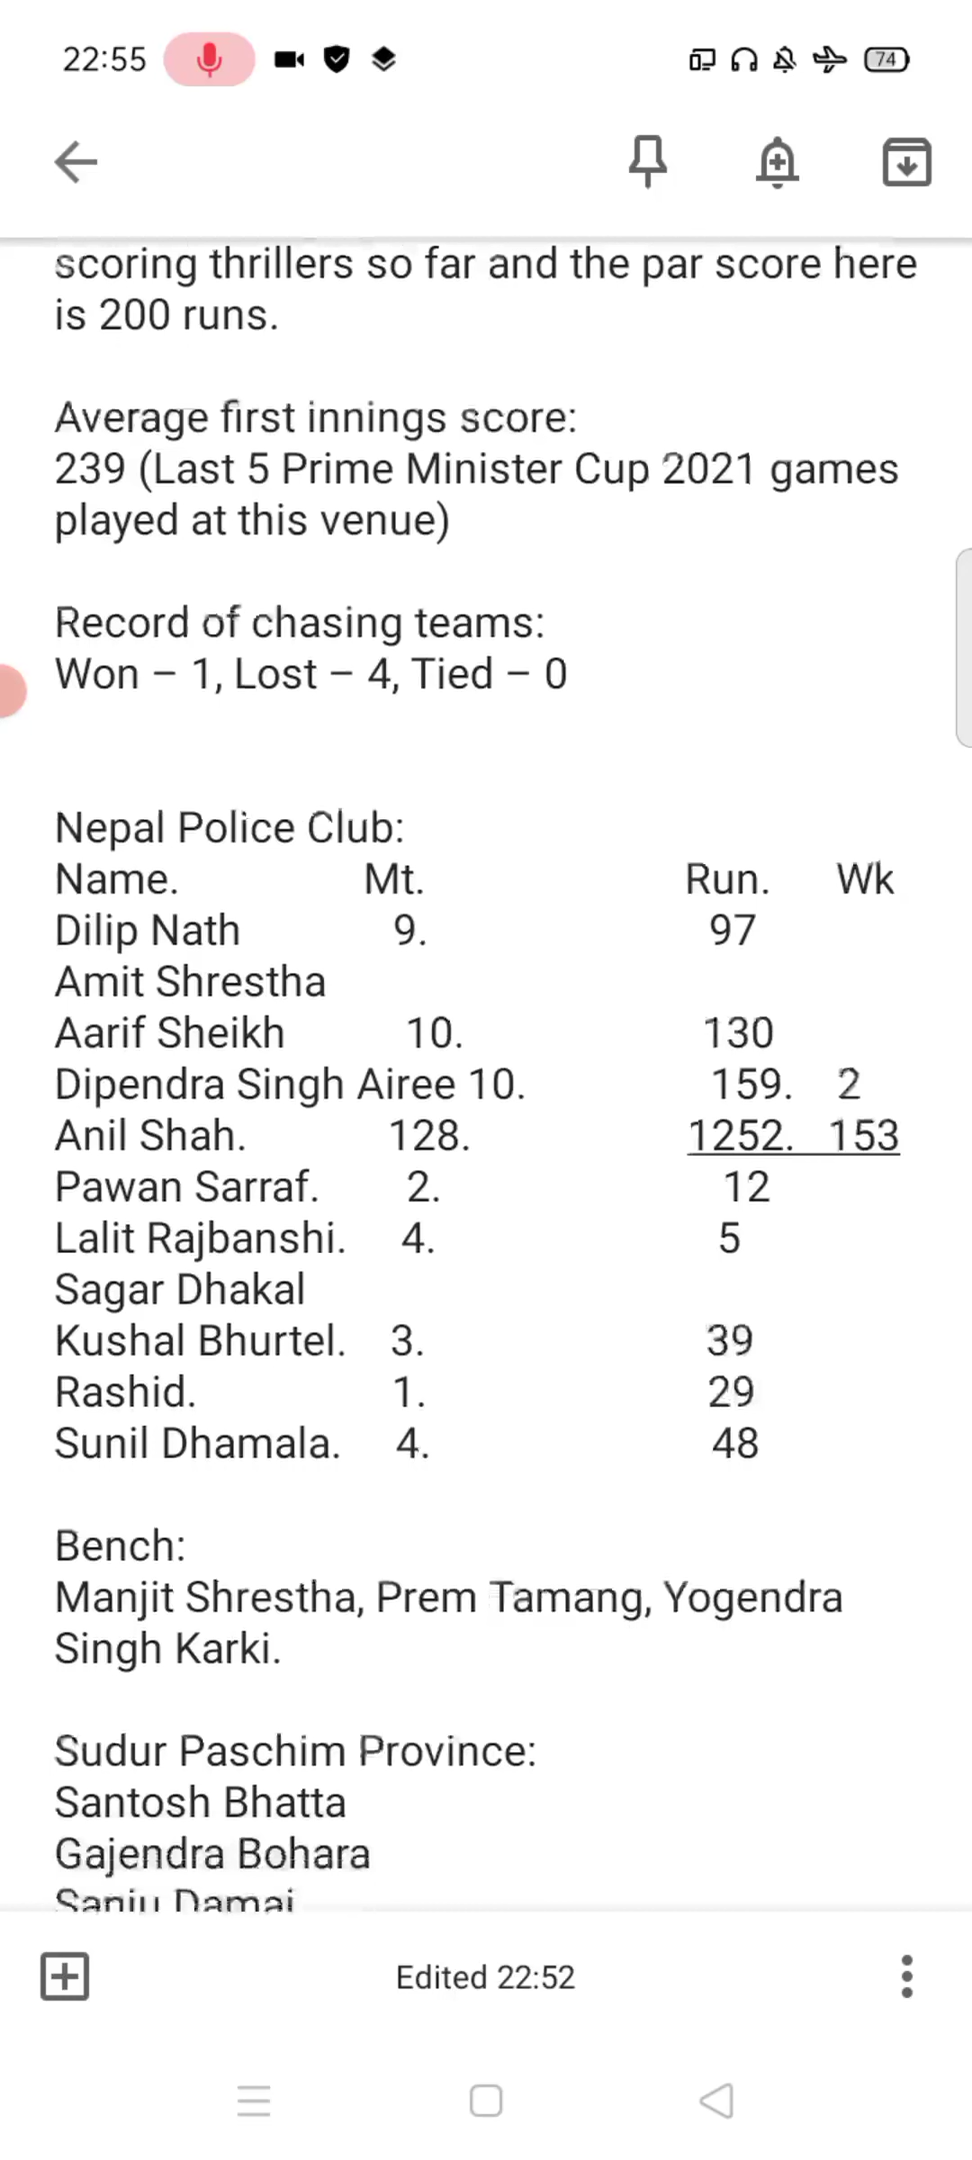 22:55 74
scoring thrillers so far and the par score here
is 200 runs.
Average first innings score:
239 (Last 5 Prime Minister Cup 2021 games
played at this venue)
Record of chasing teams:
Won – 1, Lost – 4, Tied – 0
Nepal Police Club:
Name. Mt. Run. Wk
Dilip Nath 9. 97
Amit Shrestha
Aarif Sheikh 10. 130
Dipendra Singh Airee 10. 159. 2
Anil Shah. 128. 1252. 153
Pawan Sarraf. 2. 12
Lalit Rajbanshi. 4. 5
Sagar Dhakal
Kushal Bhurtel. 3. 39
Rashid. 1. 29
Sunil Dhamala. 4. 48
Bench:
Manjit Shrestha, Prem Tamang, Yogendra
Singh Karki.
Sudur Paschim Province:
Santosh Bhatta
Gajendra Bohara
Sanju Damai
Edited 22:52